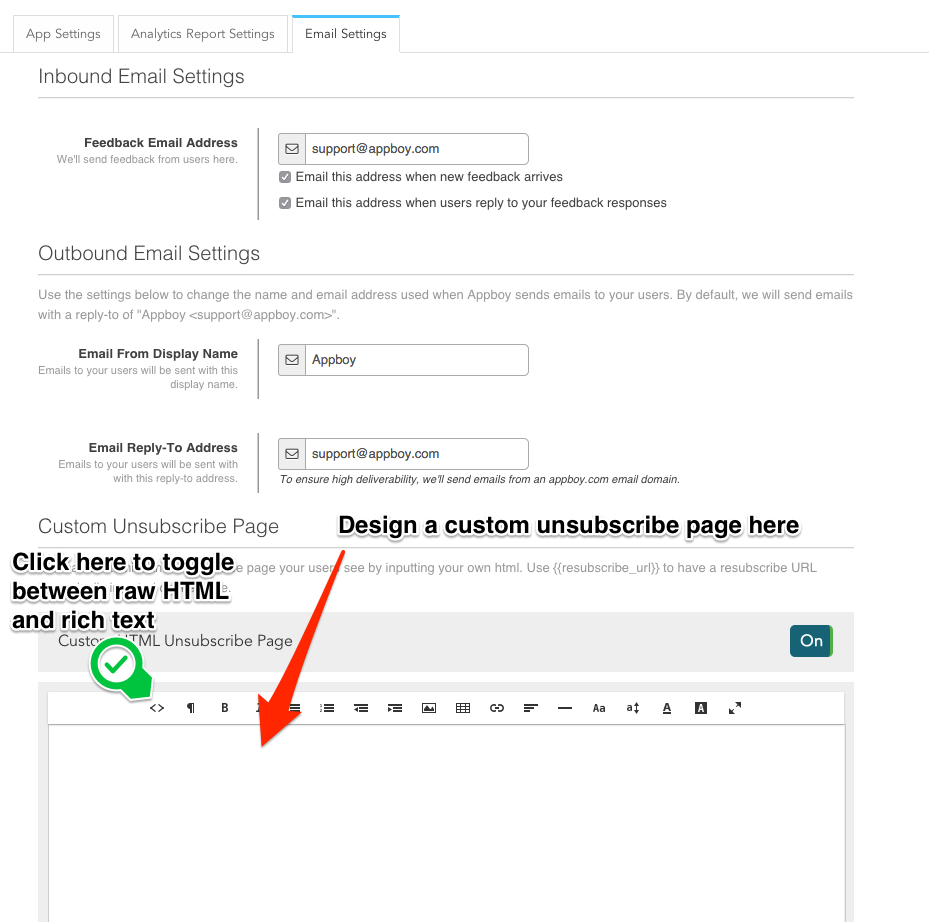 App Settings
Analytics Report Settings
Email Settings
Inbound Email Settings
Feedback Email Address
We'll send feedback from users here.
support@appboy.com
Email this address when new feedback arrives
Email this address when users reply to your feedback responses
Outbound Email Settings
Use the settings below to change the name and email address used when Appboy sends emails to your users. By default, we will send emails
with a reply-to of "Appboy <support@appboy.com>".
Email From Display Name
Emails to your users will be sent with this
display name.
Appboy
Email Reply-To Address
Emails to your users will be sent with
with this reply-to address.
support@appboy.com
To ensure high deliverability, we'll send emails from an appboy.com email domain.
Custom Unsubscribe Page
Design a custom unsubscribe page here
Click here to toggle
between raw HTML
and rich text
page your users see by inputting your own html. Use {{resubscribe_url}} to have a resubscribe URL
Custom HTML Unsubscribe Page
On
<> ¶ B Aa a A A